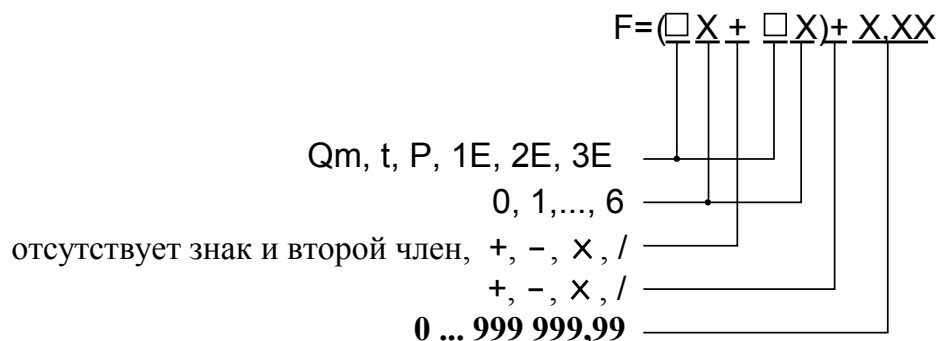 F=(□ X + □ X)+ X,XX
Qm, t, P, 1E, 2E, 3E
0, 1,..., 6
отсутствует знак и второй член, +, −, ×, /
+, −, ×, /
0 ... 999 999,99